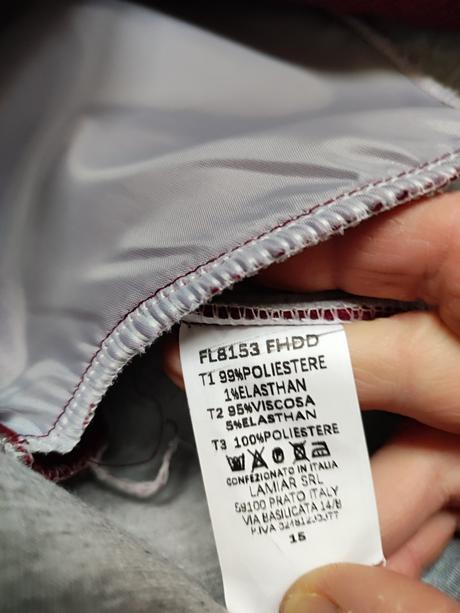 FL8153 FHDD
T1 99%POLIESTERE
1%ELASTHAN
T2 95%VISCOSA
5%ELASTHAN
T3 100%POLIESTERE
CONFEZIONATO IN ITALIA
LAMIAR SRL
59100 PRATO ITALY
VIA BASILICATA 14/B
P.IVA
15